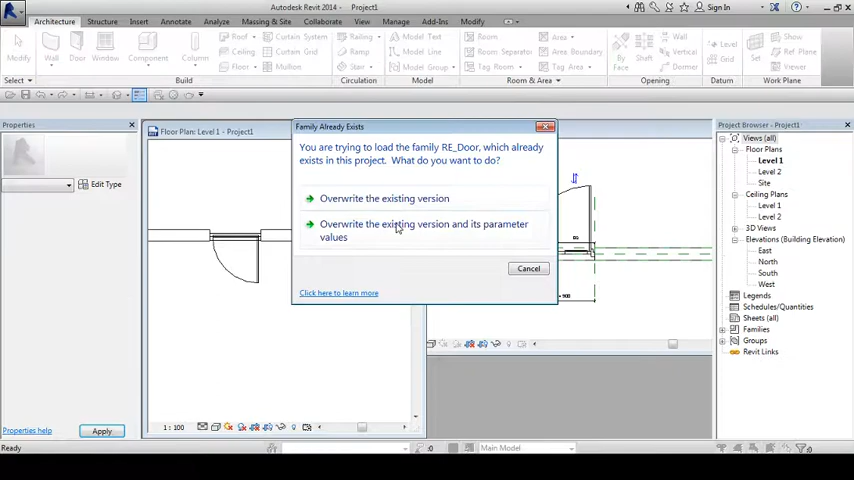 Autodesk Revit 2014 - Project1
Sign In
Architecture Structure Insert Annotate Analyze Massing & Site Collaborate View Manage Add-Ins Modify
Modify Wall Door Window Component Column
Roof
Ceiling
Floor
Curtain System
Curtain Grid
Mullion
Railing
Ramp
Stair
Model Text
Model Line
Model Group
Room
Room Separator
Tag Room
Area
Area Boundary
Tag Area
By Face
Shaft
Wall
Vertical
Dormer
Level
Grid
Set
Show
Ref Plane
Viewer
Select Build Circulation Model Room & Area Opening Datum Work Plane
Properties
Edit Type
Properties help
Apply
Floor Plan: Level 1 - Project1
1 : 100
Family Already Exists
You are trying to load the family RE_Door, which already
exists in this project. What do you want to do?
Overwrite the existing version
Overwrite the existing version and its parameter
values
Cancel
Click here to learn more
Project Browser - Project1
Views (all)
Floor Plans
Level 1
Level 2
Site
Ceiling Plans
Level 1
Level 2
3D Views
Elevations (Building Elevation)
East
North
South
West
Legends
Schedules/Quantities
Sheets (all)
Families
Groups
Revit Links
Ready
:0
Main Model
:0